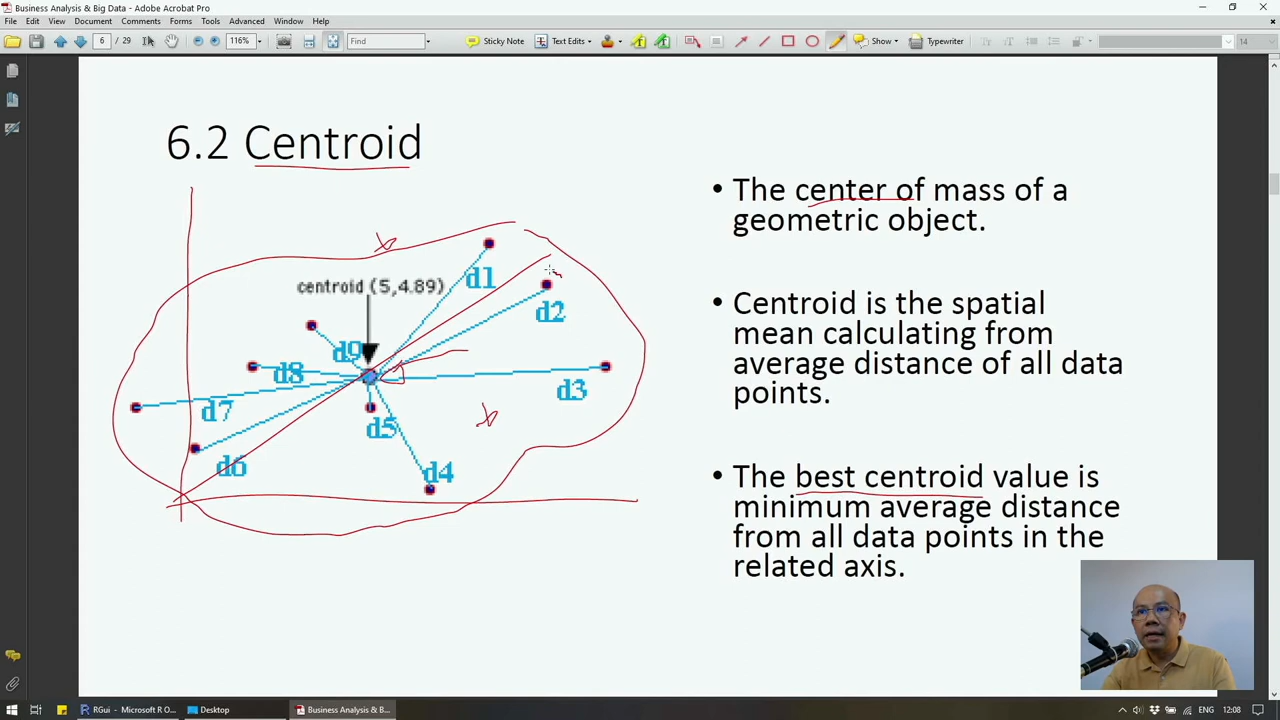 Business Analysis & Big Data - Adobe Acrobat Pro
File Edit View Document Comments Forms Tools Advanced Window Help
6 / 29 116% Find Sticky Note Text Edits Show Typewriter 14
6.2 Centroid
centroid (5,4.89)
d1
d2
d9
d8
d3
d7
d5
d6
d4
• The center of mass of a
geometric object.
• Centroid is the spatial
mean calculating from
average distance of all data
points.
• The best centroid value is
minimum average distance
from all data points in the
related axis.
RGui - Microsoft R O... Desktop Business Analysis & B... ENG 12:08